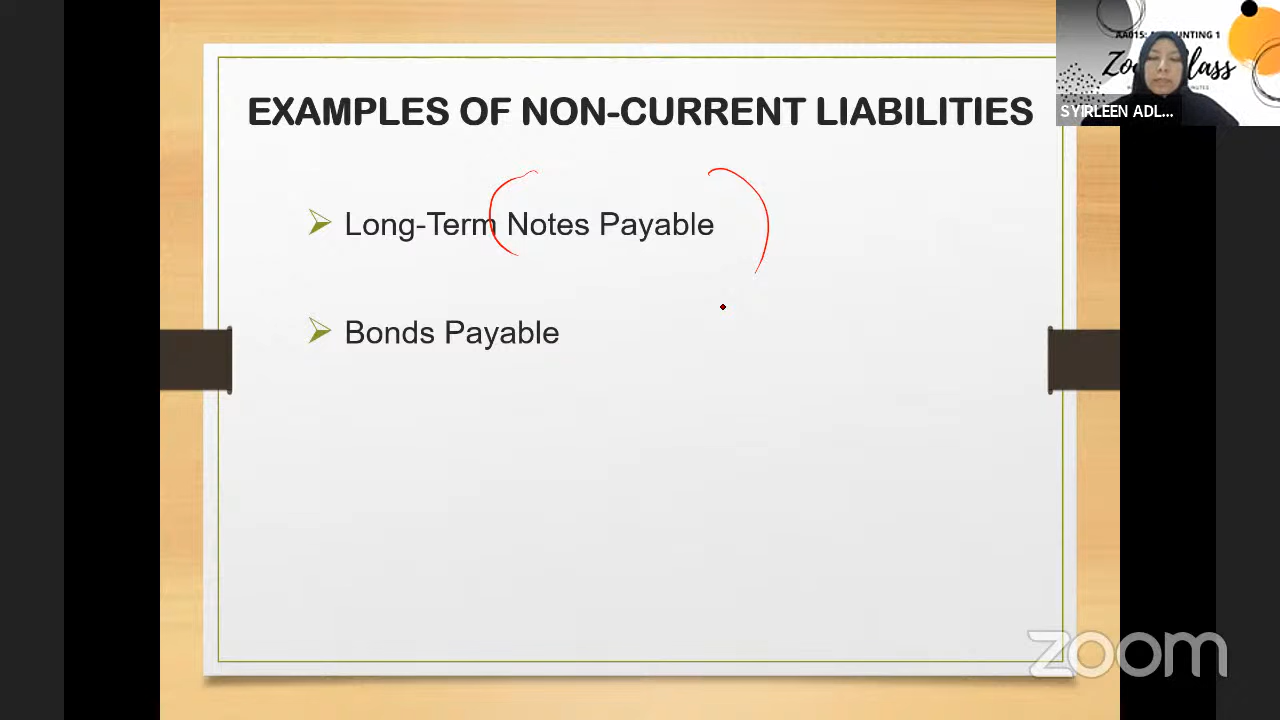 EXAMPLES OF NON-CURRENT LIABILITIES
Long-Term Notes Payable
Bonds Payable
SYIRLEEN ADL...
zoom